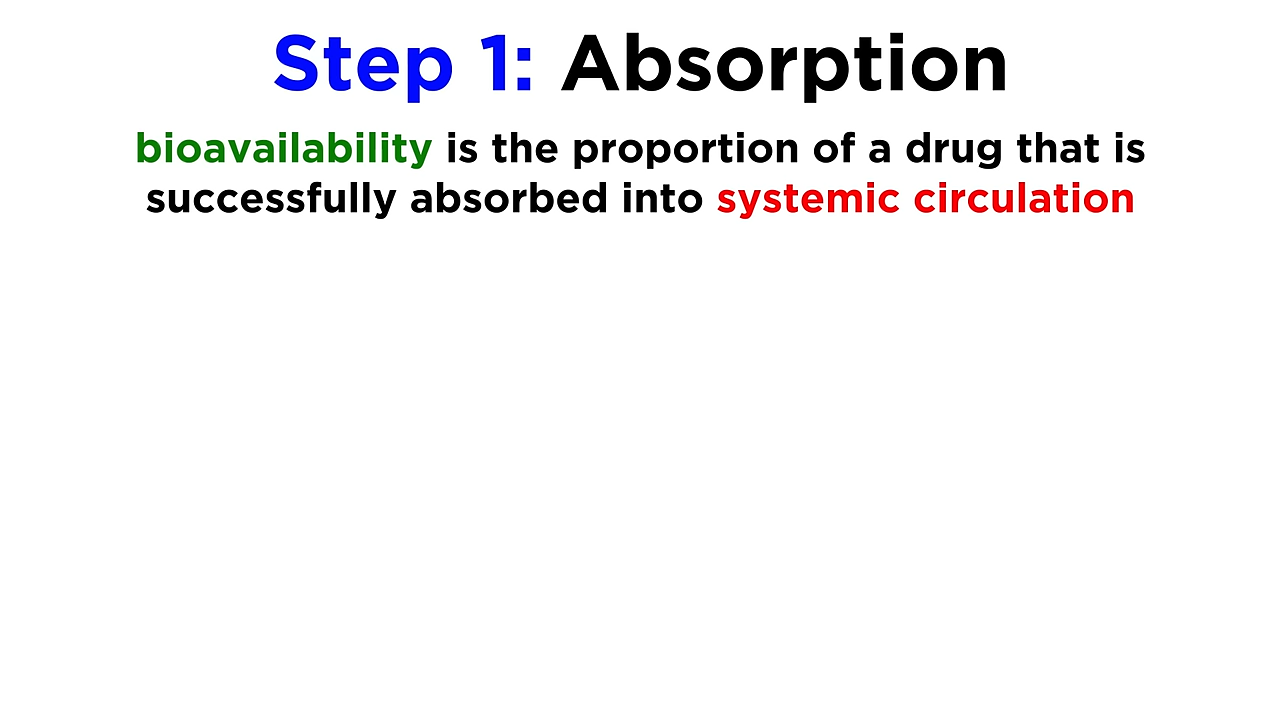 Step 1: Absorption
bioavailability is the proportion of a drug that is
successfully absorbed into systemic circulation